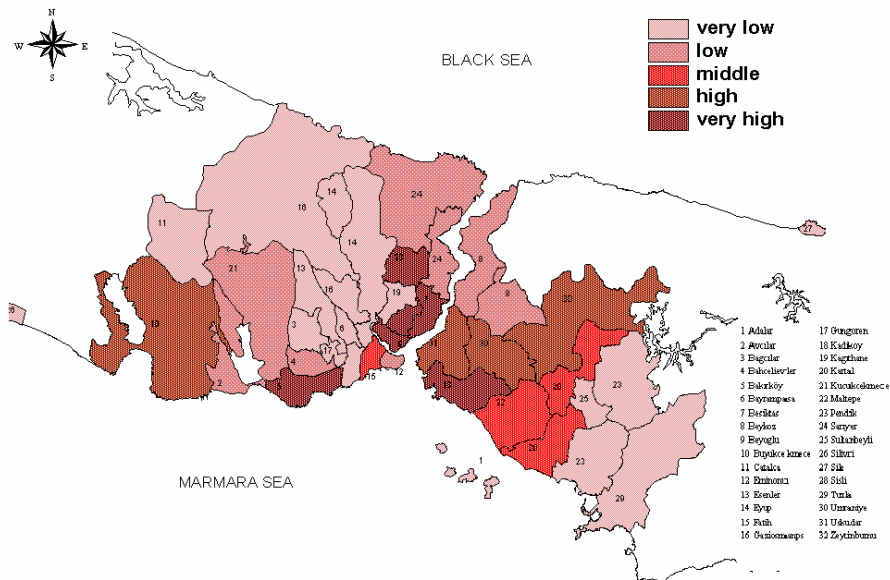 N
W E
S
BLACK SEA
very low
low
middle
high
very high
MARMARA SEA
11
16
14
14
24
24
27
21
13
16
19
8
8
30
30
10
3
6
17
4
2
15
12
22
20
25
23
23
29
1
1 Adalar
2 Avcılar
3 Bagcılar
4 Bahcelievler
5 Bakırköy
6 Bayrampasa
7 Besiktas
8 Beykoz
9 Beyoglu
10 Buyukcekmece
11 Catalca
12 Eminonu
13 Esenler
14 Eyup
15 Fatih
16 Gaziosmanps
17 Gungoren
18 Kadikoy
19 Kagithane
20 Kartal
21 Kucukcekmece
22 Maltepe
23 Pendik
24 Sarıyer
25 Sultanbeyli
26 Silivri
27 Sile
28 Sisli
29 Tuzla
30 Umraniye
31 Uskudar
32 Zeytinburnu